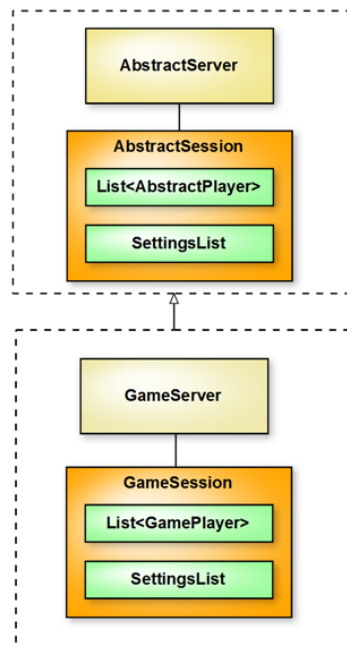 AbstractServer
AbstractSession
List<AbstractPlayer>
SettingsList
GameServer
GameSession
List<GamePlayer>
SettingsList